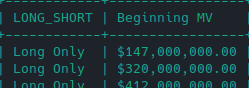 | LONG_SHORT | Beginning MV
| Long Only | $147,000,000.00
| Long Only | $320,000,000.00
| Long Only | $412,000,000.00